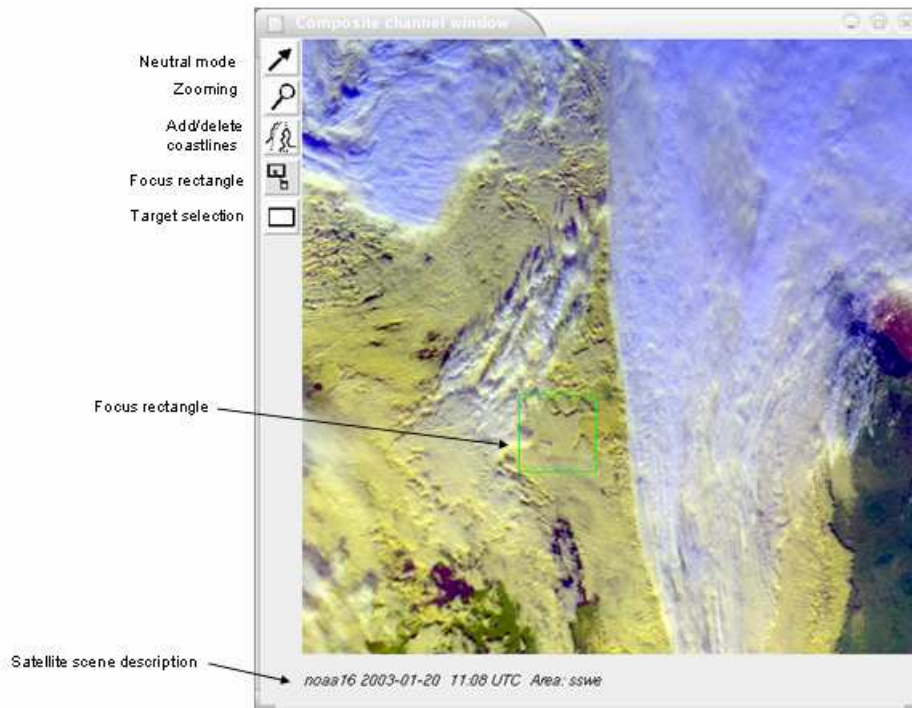 Composite channel window
Neutral mode
Zooming
Add/delete
coastlines
Focus rectangle
Target selection
Focus rectangle
Satellite scene description
noaa16 2003-01-20 11:08 UTC Area: sswe